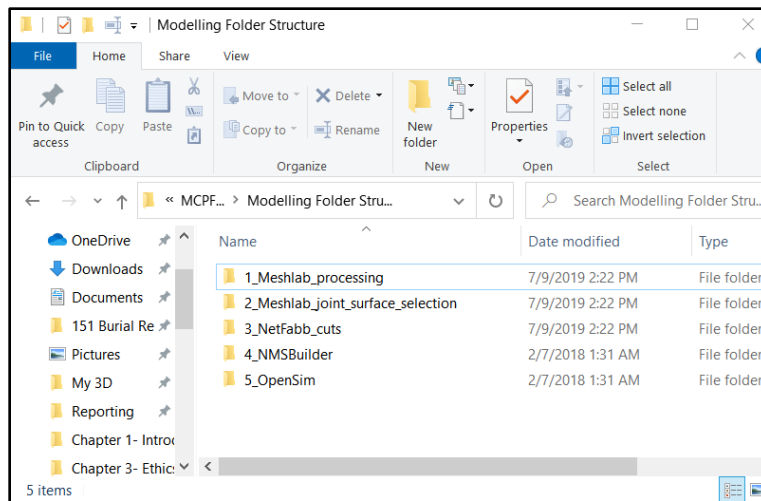 Modelling Folder Structure
File Home Share View
Pin to Quick access
Copy
Paste
Clipboard
Move to
Copy to
Delete
Rename
Organize
New folder
New
Properties
Open
Select all
Select none
Invert selection
Select
« MCPF... > Modelling Folder Stru...
Search Modelling Folder Stru...
OneDrive
Downloads
Documents
151 Burial Re
Pictures
My 3D
Reporting
Chapter 1- Introd
Chapter 3- Ethics
Name Date modified Type
1_Meshlab_processing 7/9/2019 2:22 PM File folder
2_Meshlab_joint_surface_selection 7/9/2019 2:22 PM File folder
3_NetFabb_cuts 7/9/2019 2:22 PM File folder
4_NMSBuilder 2/7/2018 1:31 AM File folder
5_OpenSim 2/7/2018 1:31 AM File folder
5 items